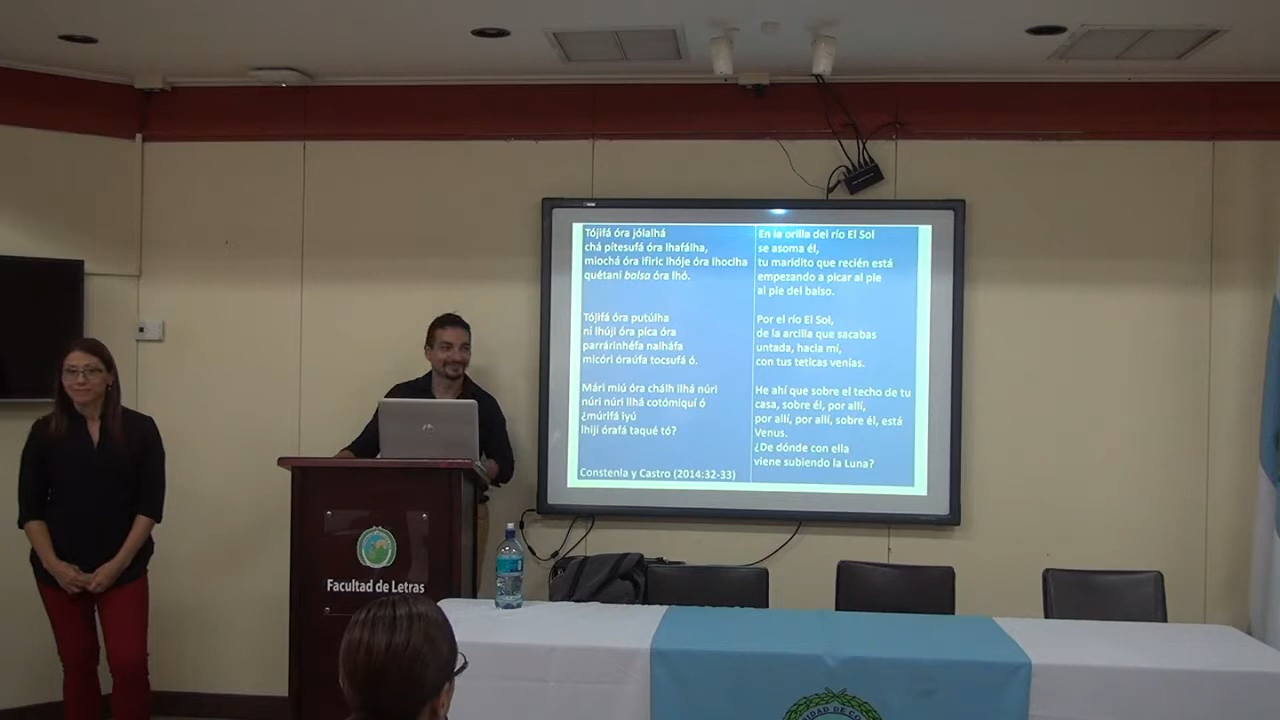 Tójifá óra jólalhá
chá pítesufá óra lhafálha,
miochá óra ifíric lhóje óra lhoclha
quétani balsa óra lhó.
Tójifá óra putúlha
ní lhúji óra píca óra
parrárinhéfa nalháfa
micóri óraúfa tocsufá ó.
Mári miú óra chálh ilhá núri
núri núri ilhá cotómiquí ó
¿múrifá iyú
lhijí órafá taqué tó?
Constenla y Castro (2014:32-33)
En la orilla del río El Sol
se asoma él,
tu maridito que recién está
empezando a picar al pie
al pie del balso.
Por el río El Sol,
de la arcilla que sacabas
untada, hacia mí,
con tus teticas venías.
He ahí que sobre el techo de tu
casa, sobre él, por allí,
por allí, por allí, sobre él, está
Venus.
¿De dónde con ella
viene subiendo la Luna?
Facultad de Letras